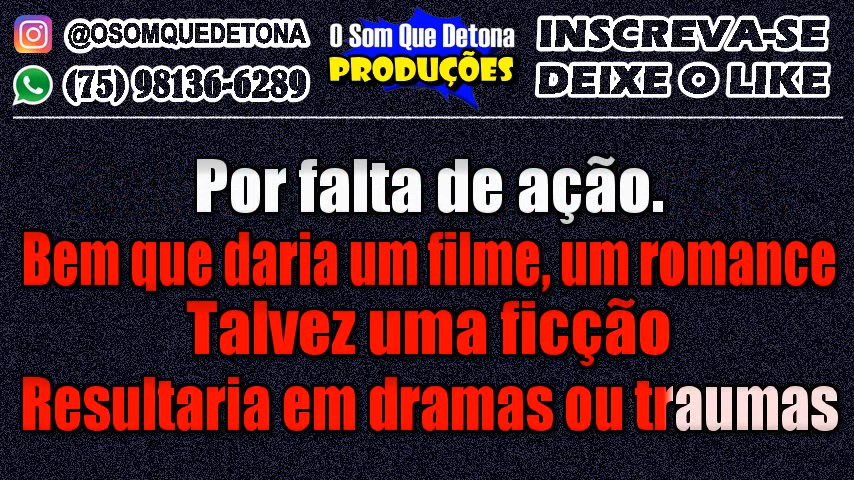 @OSOMQUEDETONA
(75) 98136-6289
O Som Que Detona
PRODUÇÕES
INSCREVA-SE
DEIXE O LIKE
Por falta de ação.
Bem que daria um filme, um romance
Talvez uma ficção
Resultaria em dramas ou traumas